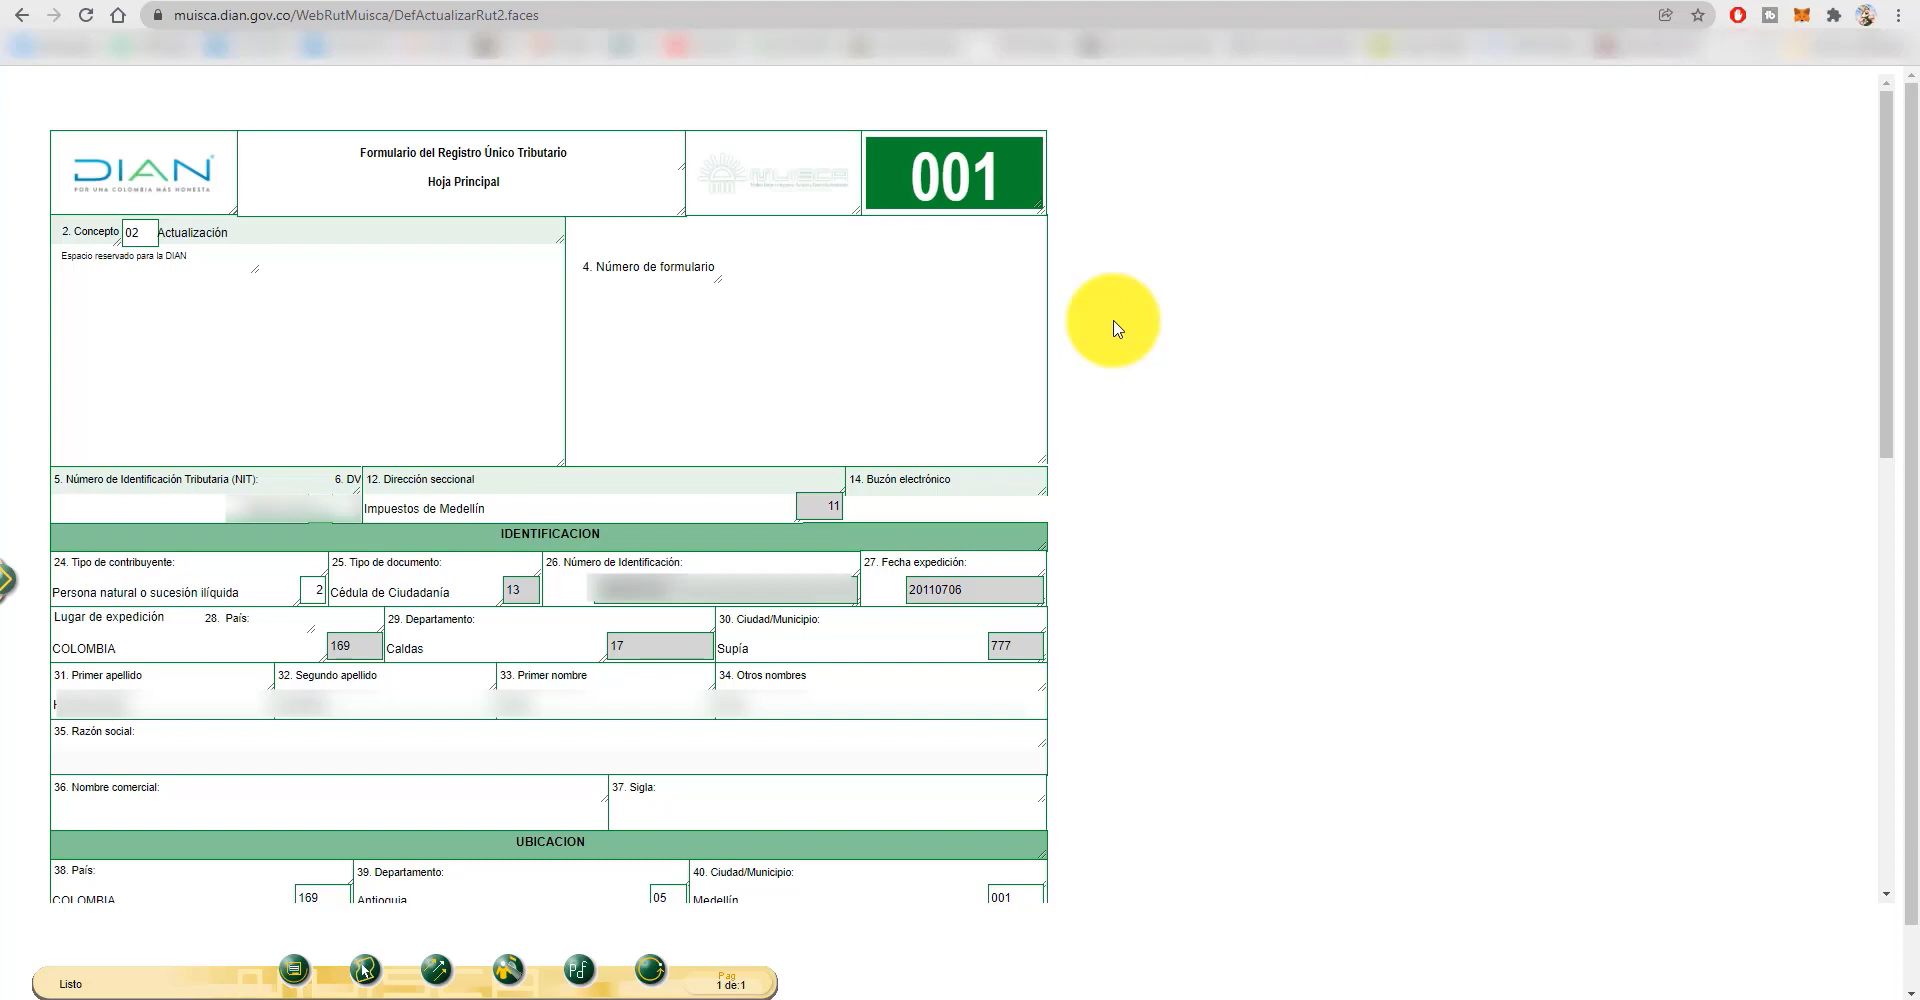 muisca.dian.gov.co/WebRutMuisca/DefActualizarRut2.faces
DIAN
POR UNA COLOMBIA MÁS HONESTA
Formulario del Registro Único Tributario
Hoja Principal
MUISCA
001
2. Concepto 02 Actualización
Espacio reservado para la DIAN
4. Número de formulario
5. Número de Identificación Tributaria (NIT): 6. DV 12. Dirección seccional 14. Buzón electrónico
Impuestos de Medellín 11
IDENTIFICACION
24. Tipo de contribuyente: 25. Tipo de documento: 26. Número de Identificación: 27. Fecha expedición:
Persona natural o sucesión ilíquida 2 Cédula de Ciudadanía 13 20110706
Lugar de expedición 28. País: 29. Departamento: 30. Ciudad/Municipio:
COLOMBIA 169 Caldas 17 Supía 777
31. Primer apellido 32. Segundo apellido 33. Primer nombre 34. Otros nombres
35. Razón social:
36. Nombre comercial: 37. Sigla:
UBICACION
38. País: 39. Departamento: 40. Ciudad/Municipio:
COLOMBIA 169 Antioquia 05 Medellín 001
Pdf
Pag
Listo 1 de:1